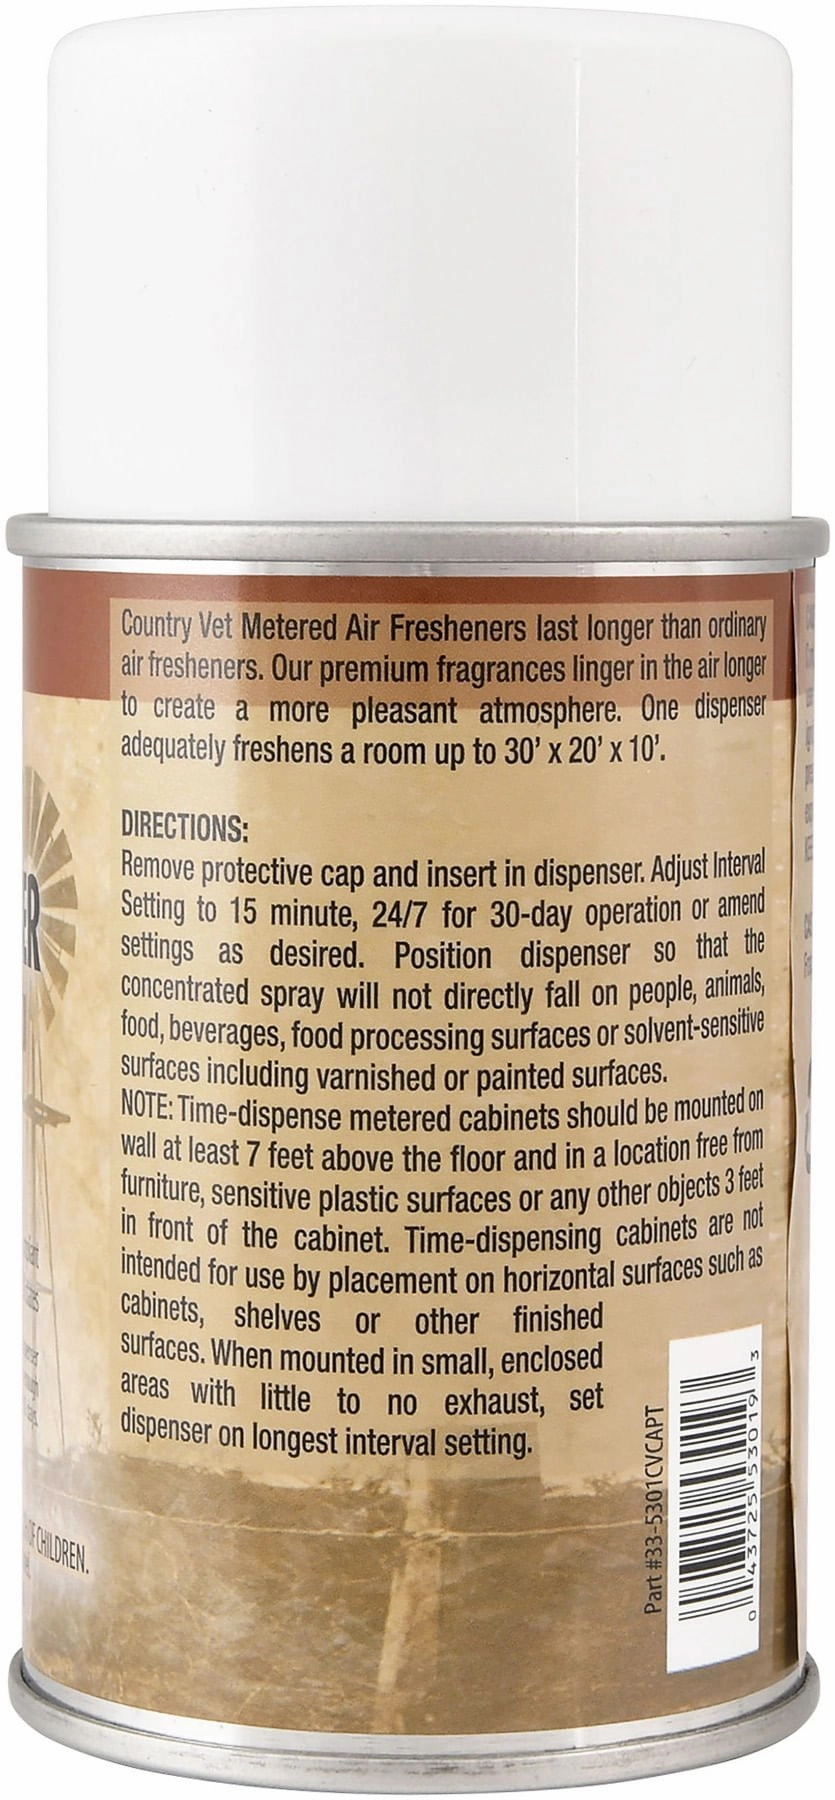 Country Vet Metered Air Fresheners last longer than ordinary
air fresheners. Our premium fragrances linger in the air longer
to create a more pleasant atmosphere. One dispenser
adequately freshens a room up to 30' x 20' x 10'.
DIRECTIONS:
Remove protective cap and insert in dispenser. Adjust Interval
Setting to 15 minute, 24/7 for 30-day operation or amend
settings as desired. Position dispenser so that the
concentrated spray will not directly fall on people, animals,
food, beverages, food processing surfaces or solvent-sensitive
surfaces including varnished or painted surfaces.
NOTE: Time-dispense metered cabinets should be mounted on
wall at least 7 feet above the floor and in a location free from
furniture, sensitive plastic surfaces or any other objects 3 feet
in front of the cabinet. Time-dispensing cabinets are not
intended for use by placement on horizontal surfaces such as
cabinets, shelves or other finished
surfaces. When mounted in small, enclosed
areas with little to no exhaust, set
dispenser on longest interval setting.
Part #33-5301CVCAPT
0 43725 53019 3
ER
OF CHILDREN.